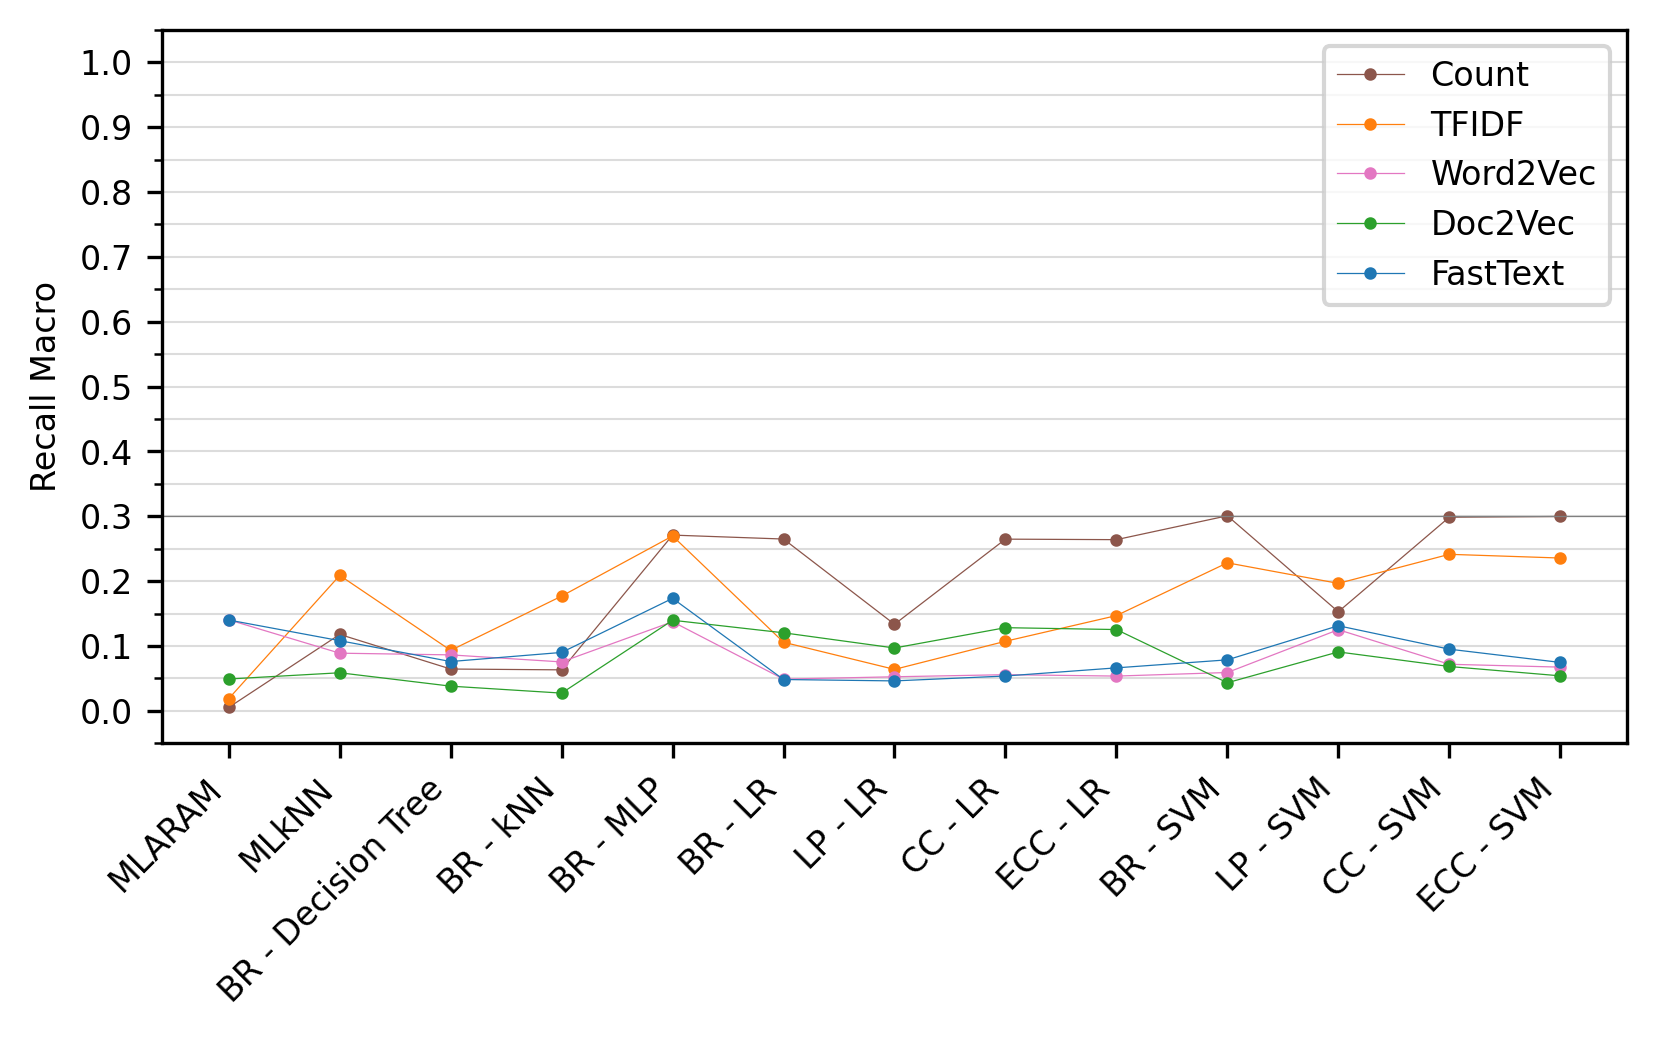 Recall Macro
1.0
0.9
0.8
0.7
0.6
0.5
0.4
0.3
0.2
0.1
0.0
Count
TFIDF
Word2Vec
Doc2Vec
FastText
MLARAM
MLkNN
BR - Decision Tree
BR - kNN
BR - MLP
BR - LR
LP - LR
CC - LR
ECC - LR
BR - SVM
LP - SVM
CC - SVM
ECC - SVM